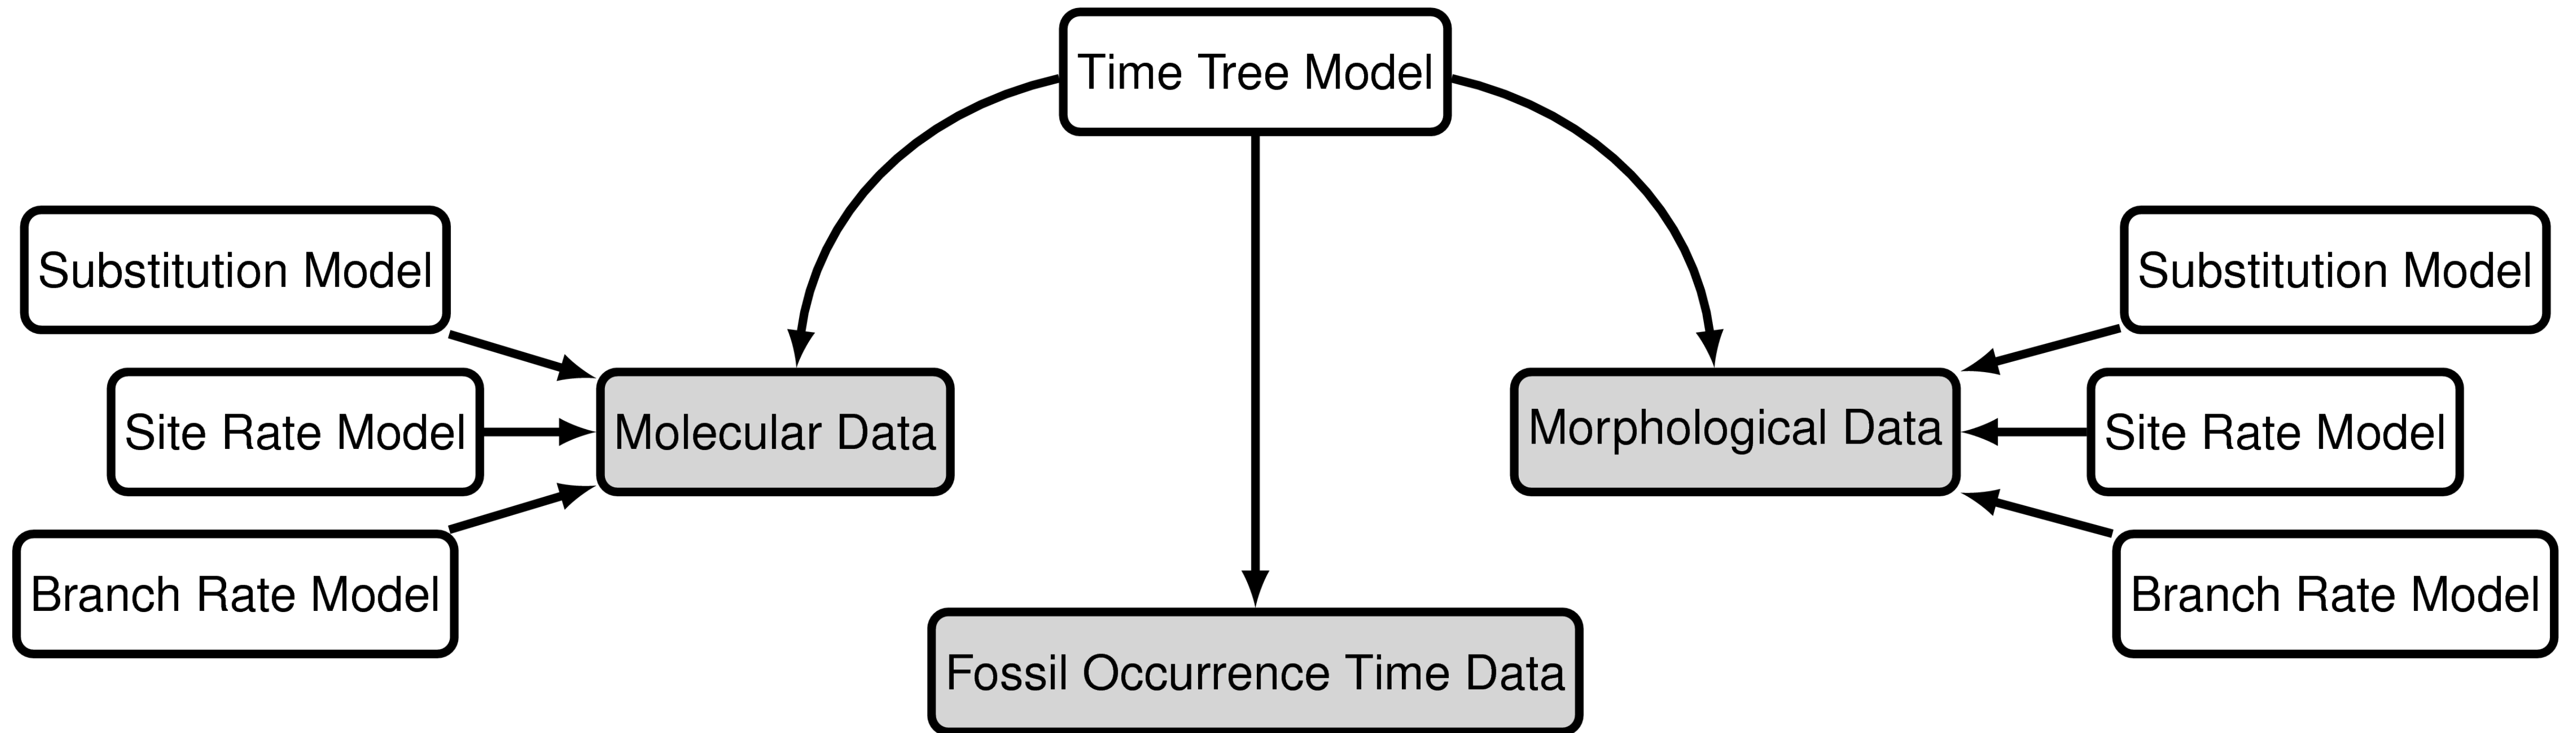 Time Tree Model
Substitution Model
Substitution Model
Site Rate Model
Molecular Data
Morphological Data
Site Rate Model
Branch Rate Model
Branch Rate Model
Fossil Occurrence Time Data